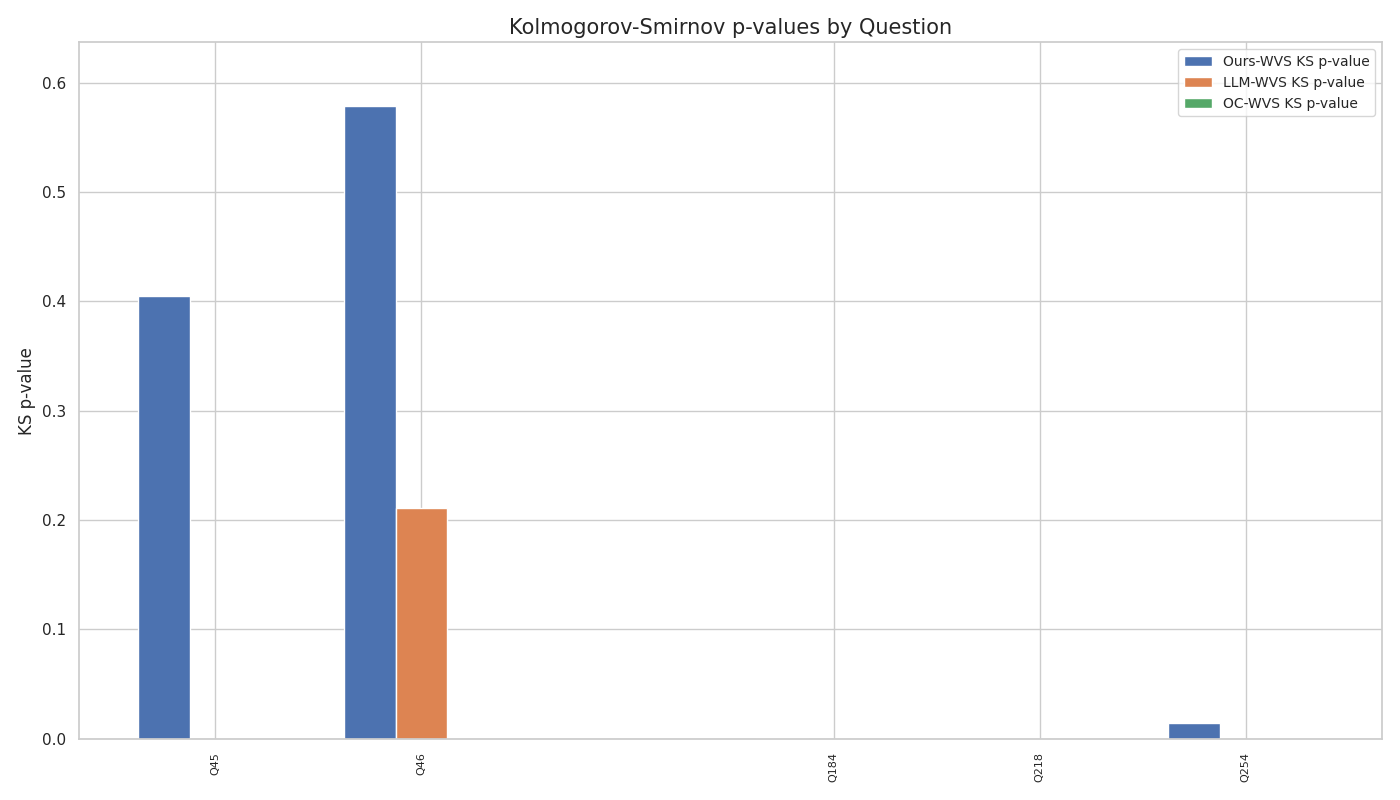 Kolmogorov-Smirnov p-values by Question
Ours-WVS KS p-value
LLM-WVS KS p-value
OC-WVS KS p-value
KS p-value
0.6
0.5
0.4
0.3
0.2
0.1
0.0
Q45
Q46
Q184
Q218
Q254